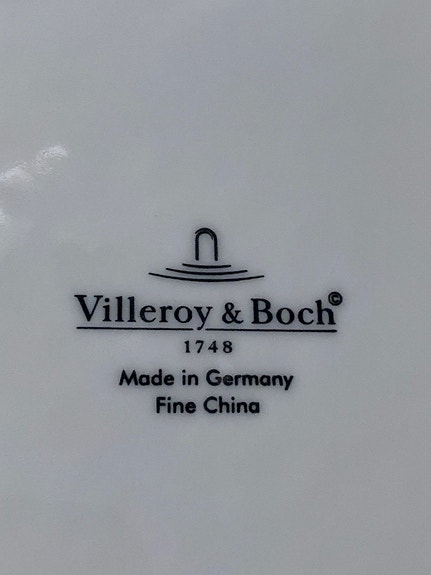 Villeroy & Boch©
1748
Made in Germany
Fine China